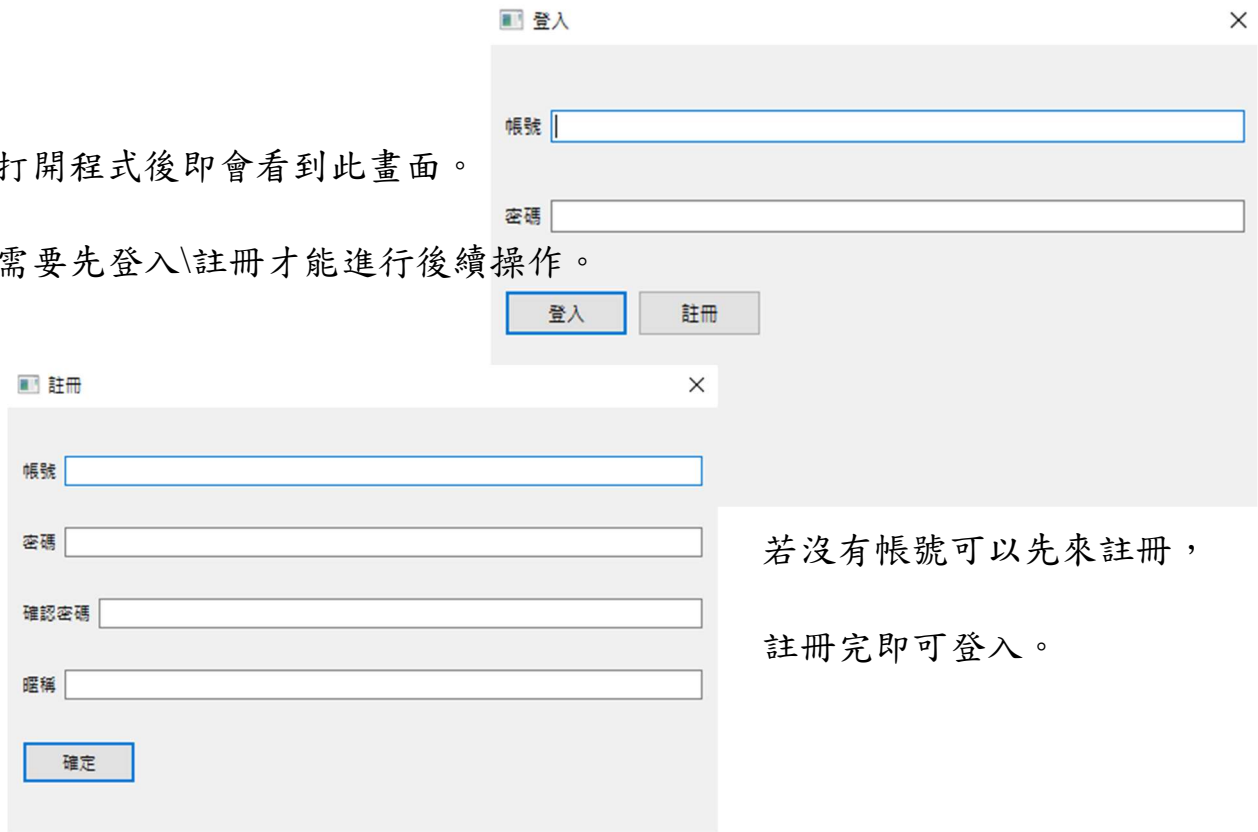 登入
帳號
打開程式後即會看到此畫面。
密碼
需要先登入\註冊才能進行後續操作。
登入 註冊
註冊
帳號
密碼
確認密碼
暱稱
確定
若沒有帳號可以先來註冊，
註冊完即可登入。